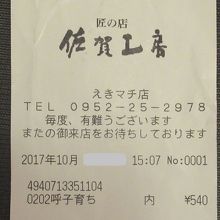 匠の店
佐賀工房
えきマチ店
TEL 0952-25-2978
毎度、有難うございます
またの御来店をお待ちしております
2017年10月 15:07 No:0001
4940713351104
0202呼子育ち 内 ¥540